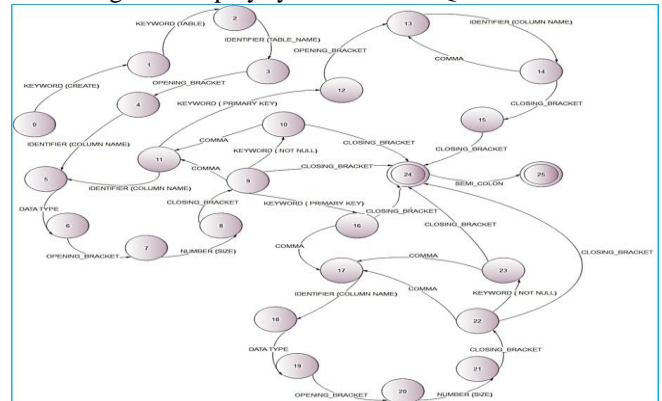 2
KEYWORD (TABLE)
13
IDENTIFIER (COLUMN NAME)
IDENTIFIER (TABLE_NAME)
OPENING_BRACKET
COMMA
1
3
14
KEYWORD (CREATE)
OPENING_BRACKET
12
4
KEYWORD ( PRIMARY KEY)
CLOSING_BRACKET
0
10
15
IDENTIFIER (COLUMN NAME)
COMMA
CLOSING_BRACKET
KEYWORD ( NOT NULL)
CLOSING_BRACKET
11
COMMA
CLOSING_BRACKET
5
9
24
25
IDENTIFIER (COLUMN NAME)
SEMI_COLON
CLOSING_BRACKET
KEYWORD ( PRIMARY KEY)
DATA TYPE
CLOSING_BRACKET
6
8
16
CLOSING_BRACKET
7
NUMBER (SIZE)
COMMA
OPENING_BRACKET
COMMA
CLOSING_BRACKET
17
23
IDENTIFIER (COLUMN NAME)
COMMA
KEYWORD ( NOT NULL)
18
22
DATA TYPE
CLOSING_BRACKET
19
21
OPENING_BRACKET
20
NUMBER (SIZE)